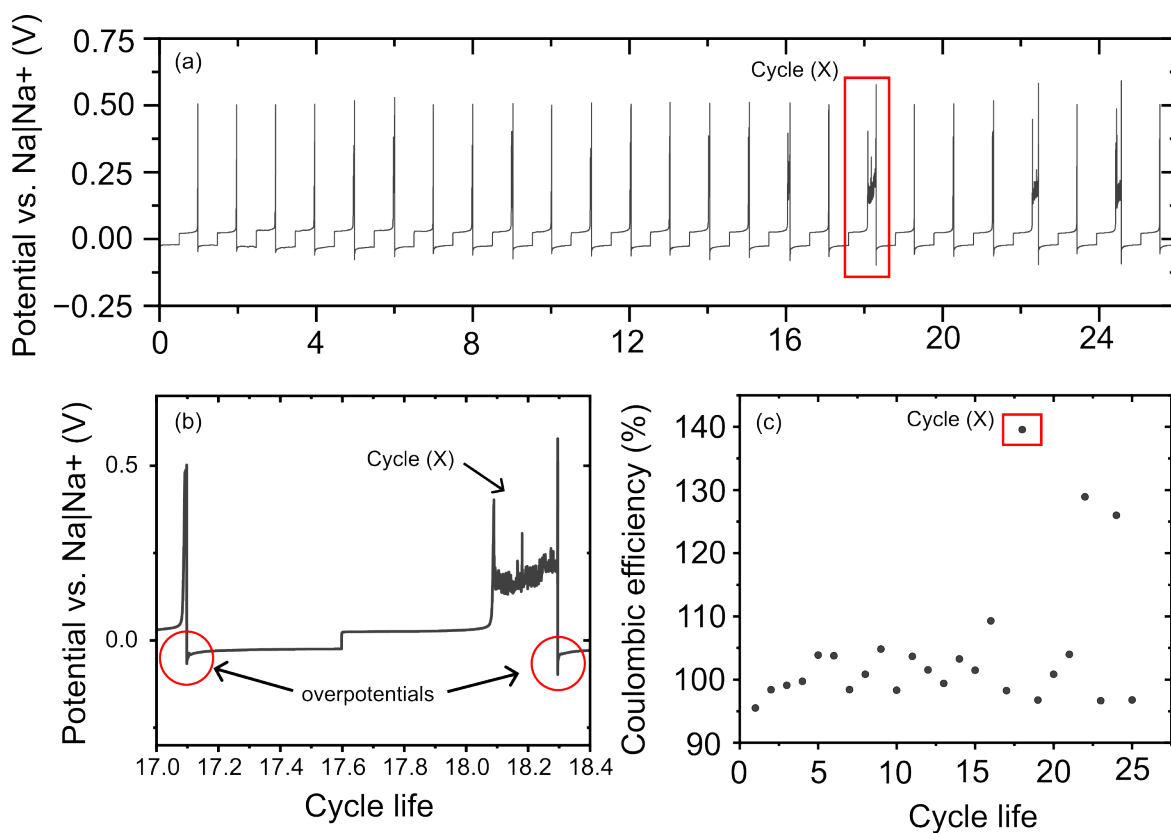 (a)
Cycle (X)
Potential vs. Na|Na+ (V)
0.75
0.50
0.25
0.00
−0.25
0 4 8 12 16 20 24
(b)
Cycle (X)
overpotentials
Potential vs. Na|Na+ (V)
0.5
0.0
17.0 17.2 17.4 17.6 17.8 18.0 18.2 18.4
Cycle life
(c)
Cycle (X)
Coulombic efficiency (%)
140
130
120
110
100
90
0 5 10 15 20 25
Cycle life